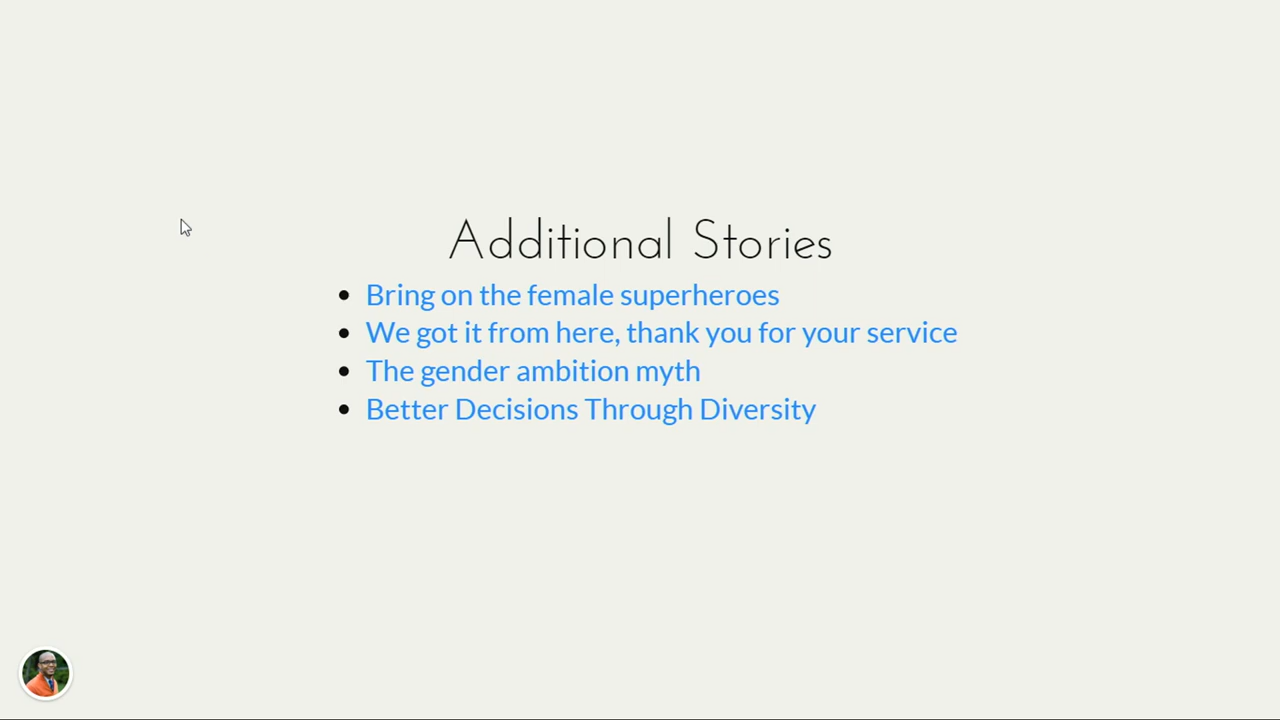 Additional Stories
Bring on the female superheroes
We got it from here, thank you for your service
The gender ambition myth
Better Decisions Through Diversity